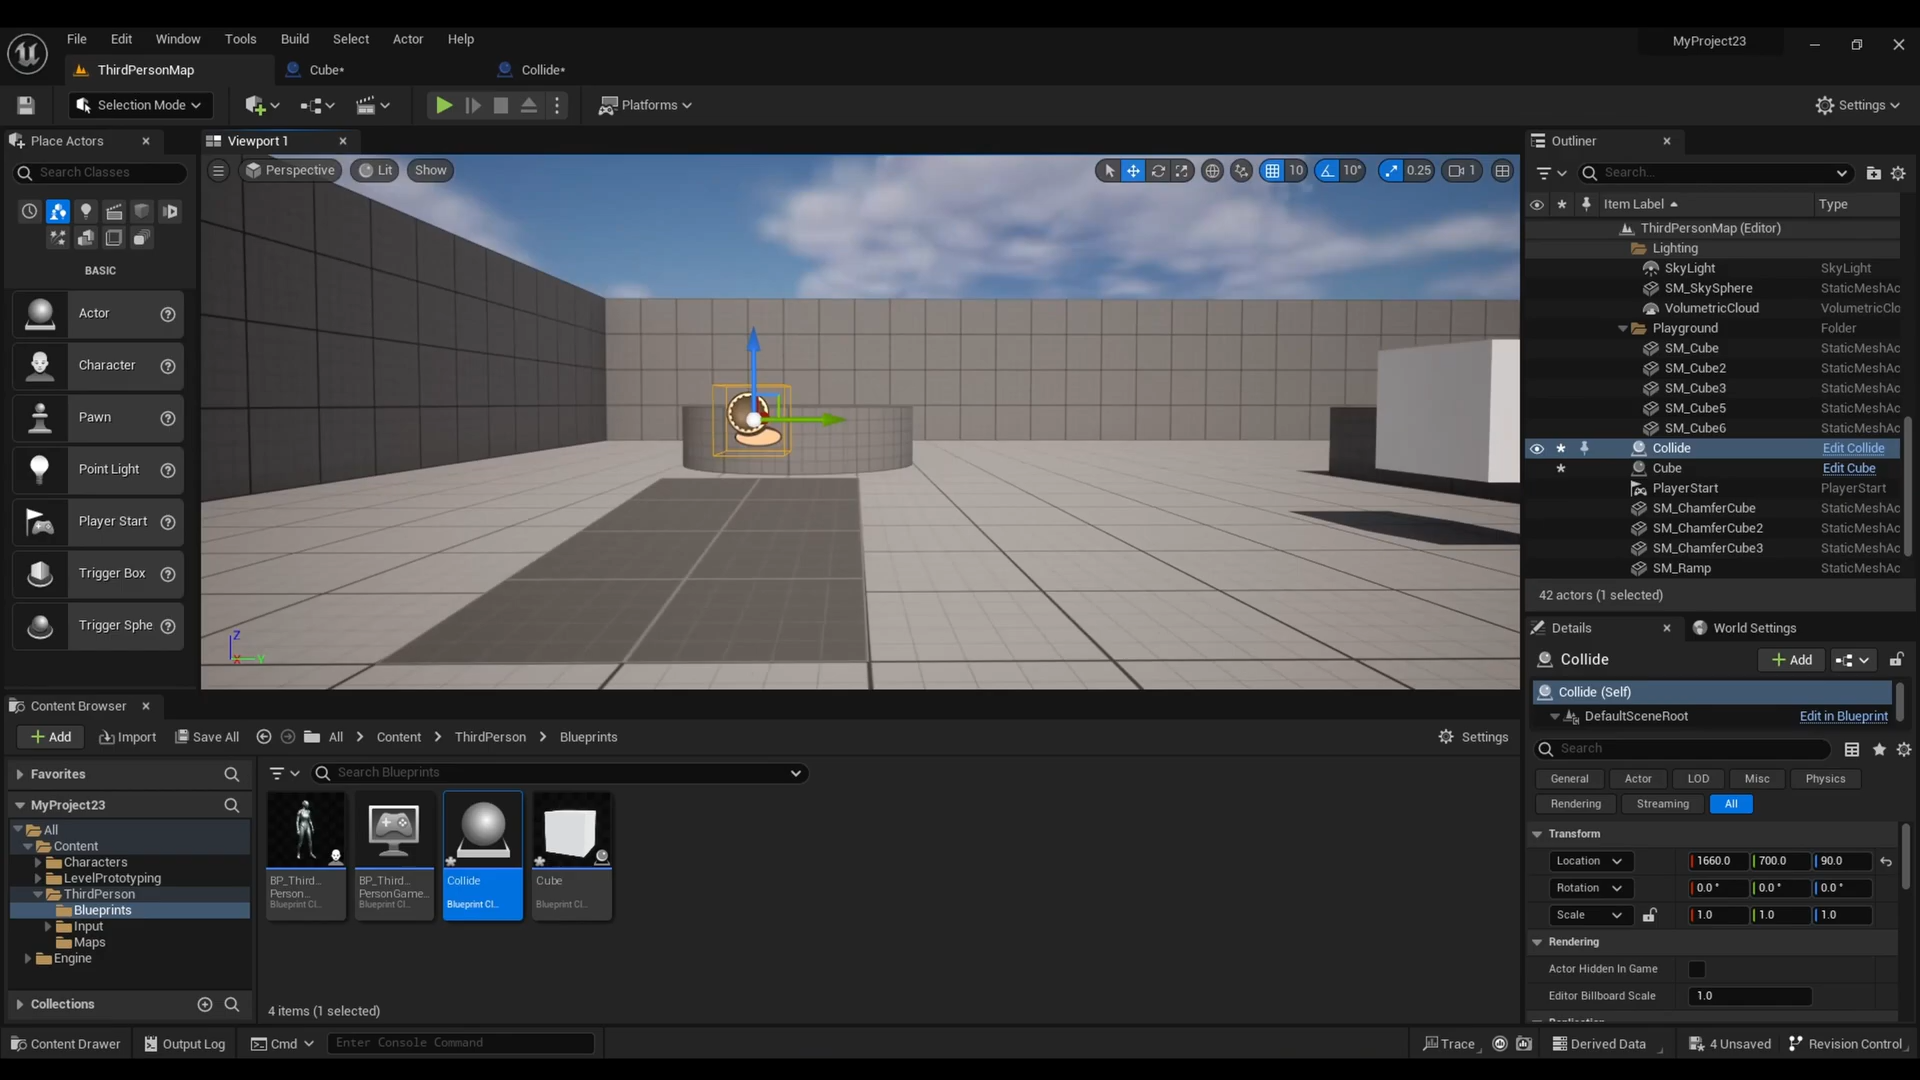 File Edit Window Tools Build Select Actor Help
MyProject23
ThirdPersonMap
Cube*
Collide*
Selection Mode
Platforms
Settings
Place Actors
Search Classes
BASIC
Actor
Character
Pawn
Point Light
Player Start
Trigger Box
Trigger Sphe
Viewport 1
Perspective Lit Show
10 10° 0.25 1
Z
X Y
Outliner
Search...
Item Label Type
ThirdPersonMap (Editor)
Lighting
SkyLight SkyLight
SM_SkySphere StaticMeshAc
VolumetricCloud VolumetricClo
Playground Folder
SM_Cube StaticMeshAc
SM_Cube2 StaticMeshAc
SM_Cube3 StaticMeshAc
SM_Cube5 StaticMeshAc
SM_Cube6 StaticMeshAc
Collide Edit Collide
Cube Edit Cube
PlayerStart PlayerStart
SM_ChamferCube StaticMeshAc
SM_ChamferCube2 StaticMeshAc
SM_ChamferCube3 StaticMeshAc
SM_Ramp StaticMeshAc
42 actors (1 selected)
Details
World Settings
Collide
Add
Collide (Self)
DefaultSceneRoot Edit in Blueprint
Search
General Actor LOD Misc Physics
Rendering Streaming All
Transform
Location 1660.0 700.0 90.0
Rotation 0.0° 0.0° 0.0°
Scale 1.0 1.0 1.0
Rendering
Actor Hidden In Game
Editor Billboard Scale 1.0
Content Browser
Add Import Save All All Content ThirdPerson Blueprints
Settings
Favorites
MyProject23
All
Content
Characters
LevelPrototyping
ThirdPerson
Blueprints
Input
Maps
Engine
Collections
Search Blueprints
BP_Third...
Person...
Blueprint Cl...
BP_Third...
PersonGame...
Blueprint Cl...
Collide
Blueprint Cl...
Cube
Blueprint Cl...
4 items (1 selected)
Content Drawer Output Log Cmd Enter Console Command
Trace Derived Data 4 Unsaved Revision Control